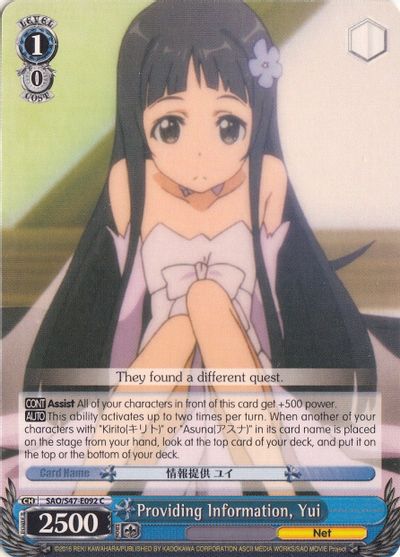 LEVEL
1
0
COST
They found a different quest.
CONT Assist All of your characters in front of this card get +500 power.
AUTO This ability activates up to two times per turn. When another of your
characters with "Kirito(キリト)" or "Asuna(アスナ)" in its card name is placed
on the stage from your hand, look at the top card of your deck, and put it on
the top or the bottom of your deck.
Card Name 情報提供 ユイ
CH SAO/S47-E092 C
2500 Providing Information, Yui
Net
©2016 REKI KAWAHARA/PUBLISHED BY KADOKAWA CORPORATION ASCII MEDIA WORKS/SAO MOVIE Project